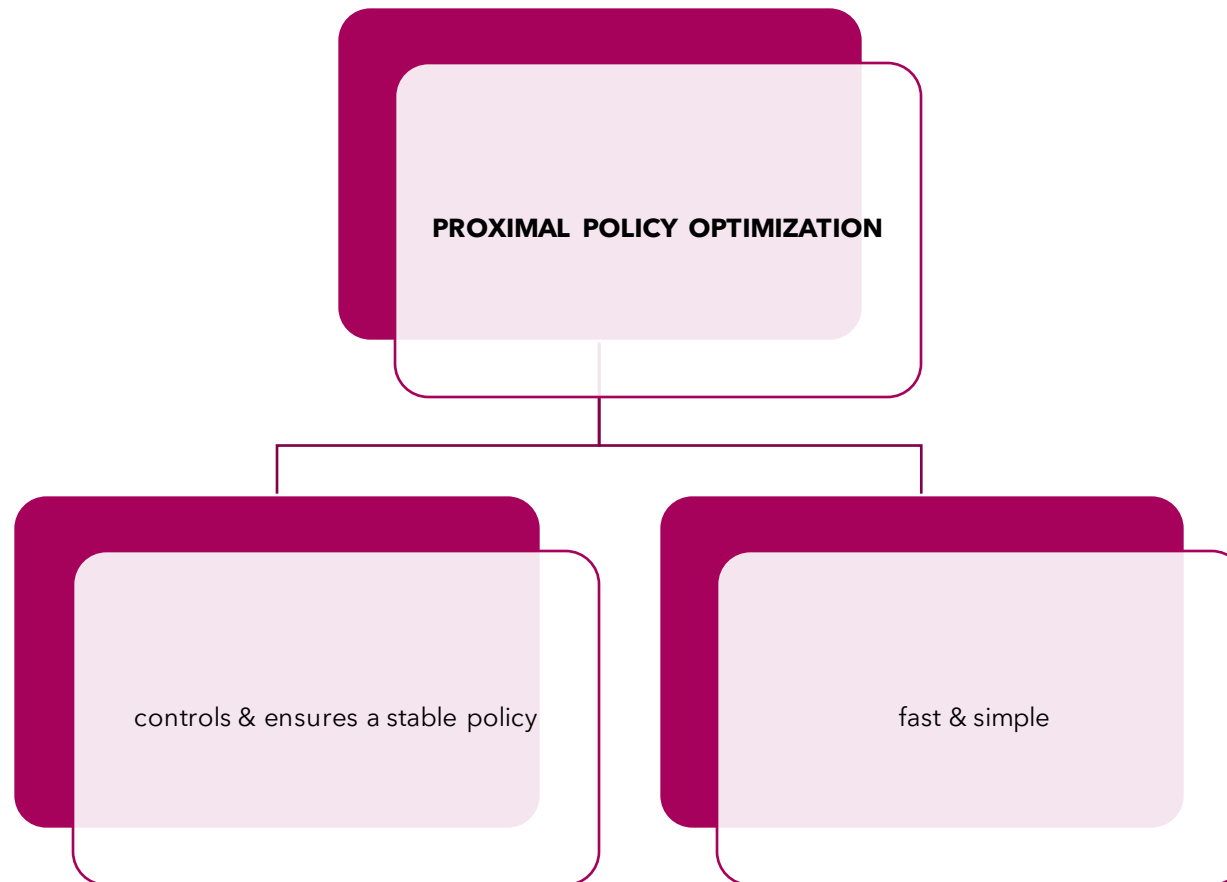 PROXIMAL POLICY OPTIMIZATION
controls & ensures a stable policy
fast & simple